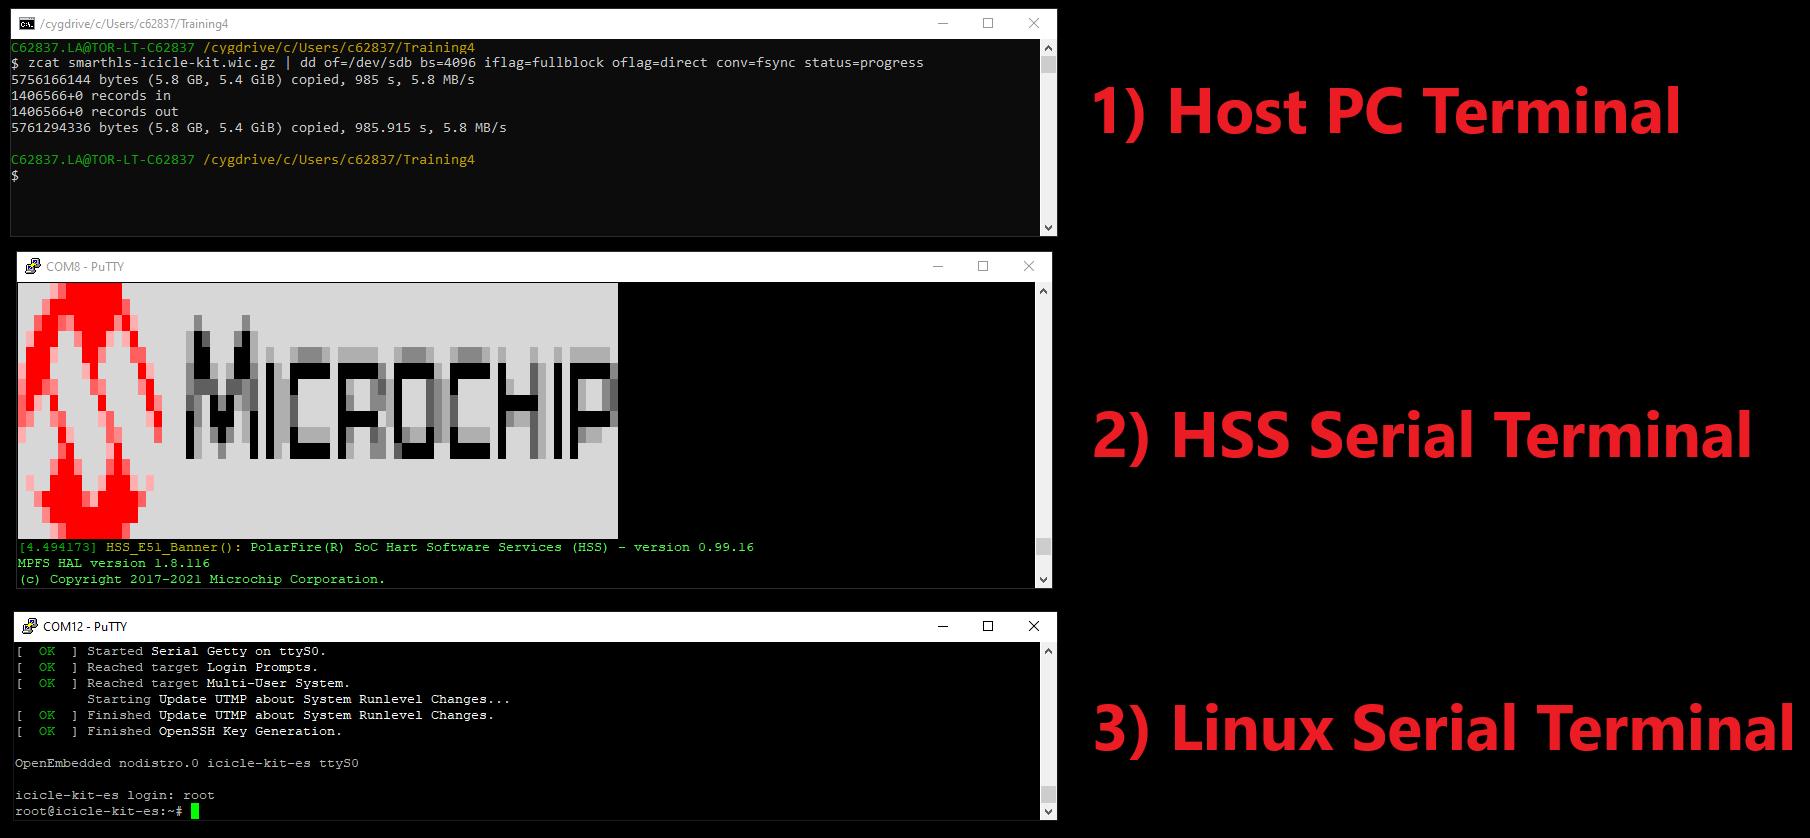 /cygdrive/c/Users/c62837/Training4
C62837.LA@TOR-LT-C62837 /cygdrive/c/Users/c62837/Training4
$ zcat smarthls-icicle-kit.wic.gz | dd of=/dev/sdb bs=4096 iflag=fullblock oflag=direct conv=fsync status=progress
5756166144 bytes (5.8 GB, 5.4 GiB) copied, 985 s, 5.8 MB/s
1406566+0 records in
1406566+0 records out
5761294336 bytes (5.8 GB, 5.4 GiB) copied, 985.915 s, 5.8 MB/s
C62837.LA@TOR-LT-C62837 /cygdrive/c/Users/c62837/Training4
$
1) Host PC Terminal
COM8 - PuTTY
MICROCHIP
[4.494173] HSS_E51_Banner(): PolarFire(R) SoC Hart Software Services (HSS) - version 0.99.16
MPFS HAL version 1.8.116
(c) Copyright 2017-2021 Microchip Corporation.
2) HSS Serial Terminal
COM12 - PuTTY
[  OK  ] Started Serial Getty on ttyS0.
[  OK  ] Reached target Login Prompts.
[  OK  ] Reached target Multi-User System.
Starting Update UTMP about System Runlevel Changes...
[  OK  ] Finished Update UTMP about System Runlevel Changes.
[  OK  ] Finished OpenSSH Key Generation.
OpenEmbedded nodistro.0 icicle-kit-es ttyS0
icicle-kit-es login: root
root@icicle-kit-es:~#
3) Linux Serial Terminal